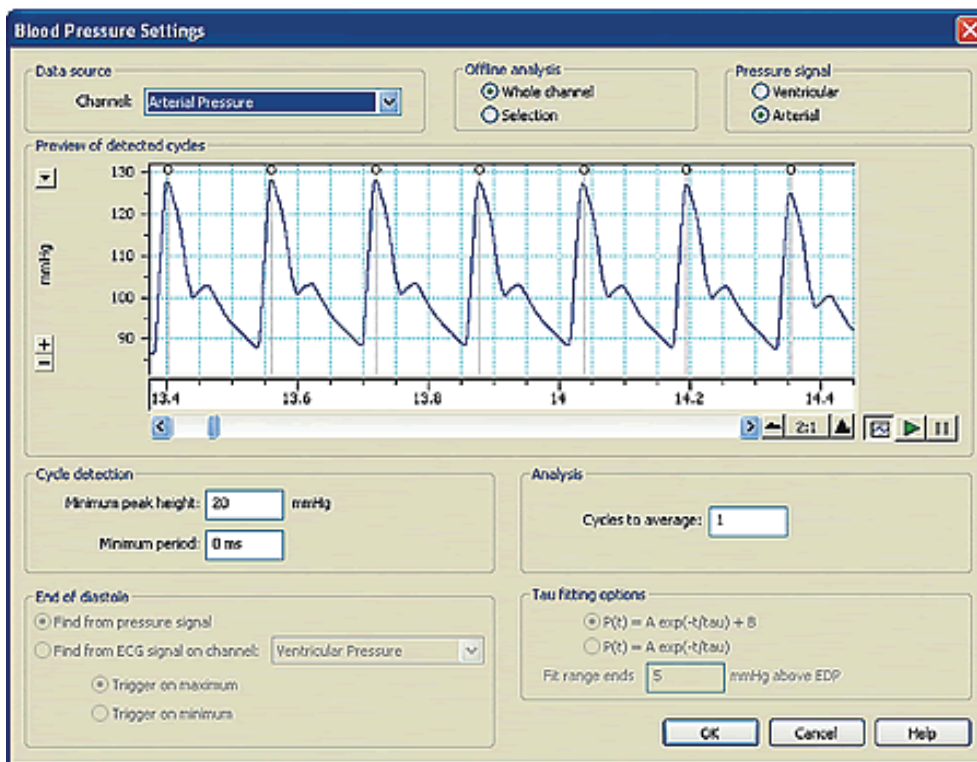 Blood Pressure Settings
Data source
Channel: Arterial Pressure
Offline analysis
Whole channel
Selection
Pressure signal
Ventricular
Arterial
Preview of detected cycles
130
120
110
100
90
mmHg
13.4 13.6 13.8 14 14.2 14.4
2:1
Cycle detection
Minimum peak height: 20 mmHg
Minimum period: 0 ms
Analysis
Cycles to average: 1
End of diastole
Find from pressure signal
Find from ECG signal on channel: Ventricular Pressure
Trigger on maximum
Trigger on minimum
Tau fitting options
P(t) = A exp(-t/tau) + B
P(t) = A exp(-t/tau)
Fit range ends 5 mmHg above EDP
OK Cancel Help